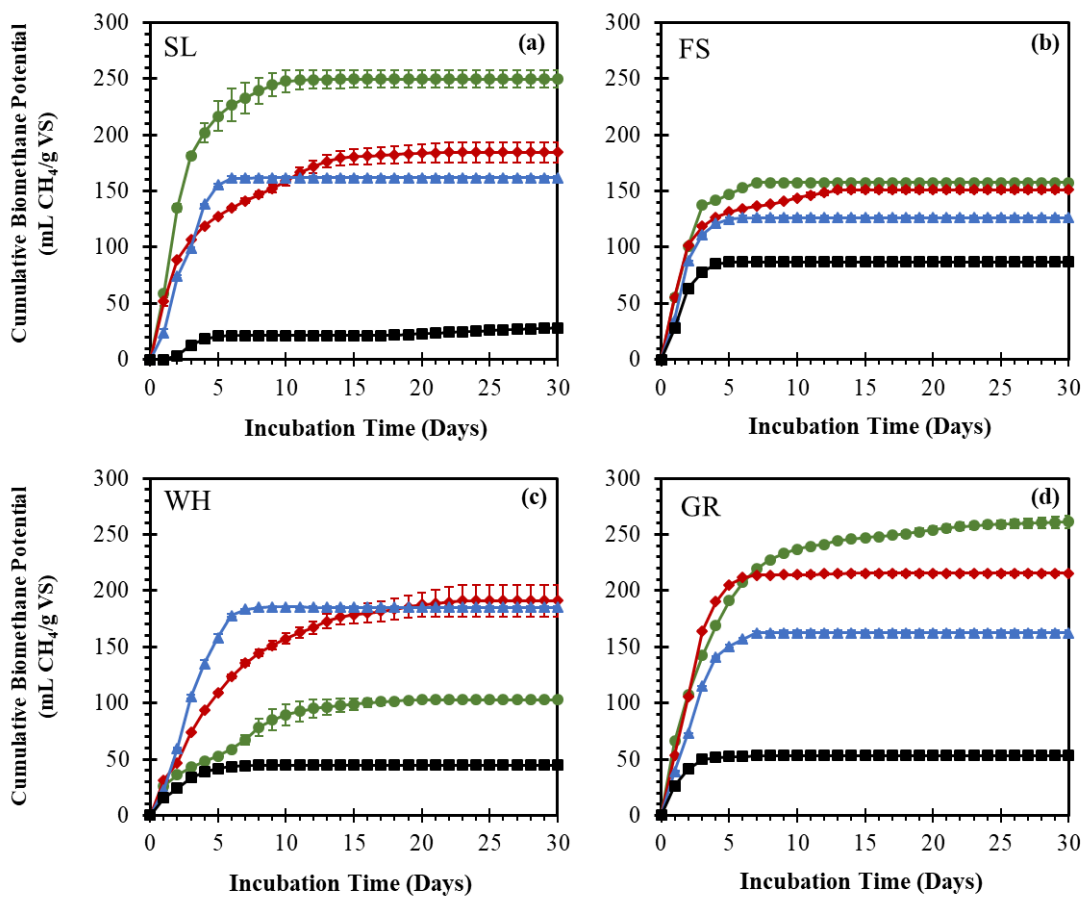 Cumulative Biomethane Potential
(mL CH₄/g VS)
300
250
200
150
100
50
0
SL
(a)
0 5 10 15 20 25 30
Incubation Time (Days)
300
250
200
150
100
50
0
FS
(b)
0 5 10 15 20 25 30
Incubation Time (Days)
Cumulative Biomethane Potential
(mL CH₄/g VS)
300
250
200
150
100
50
0
WH
(c)
0 5 10 15 20 25 30
Incubation Time (Days)
300
250
200
150
100
50
0
GR
(d)
0 5 10 15 20 25 30
Incubation Time (Days)